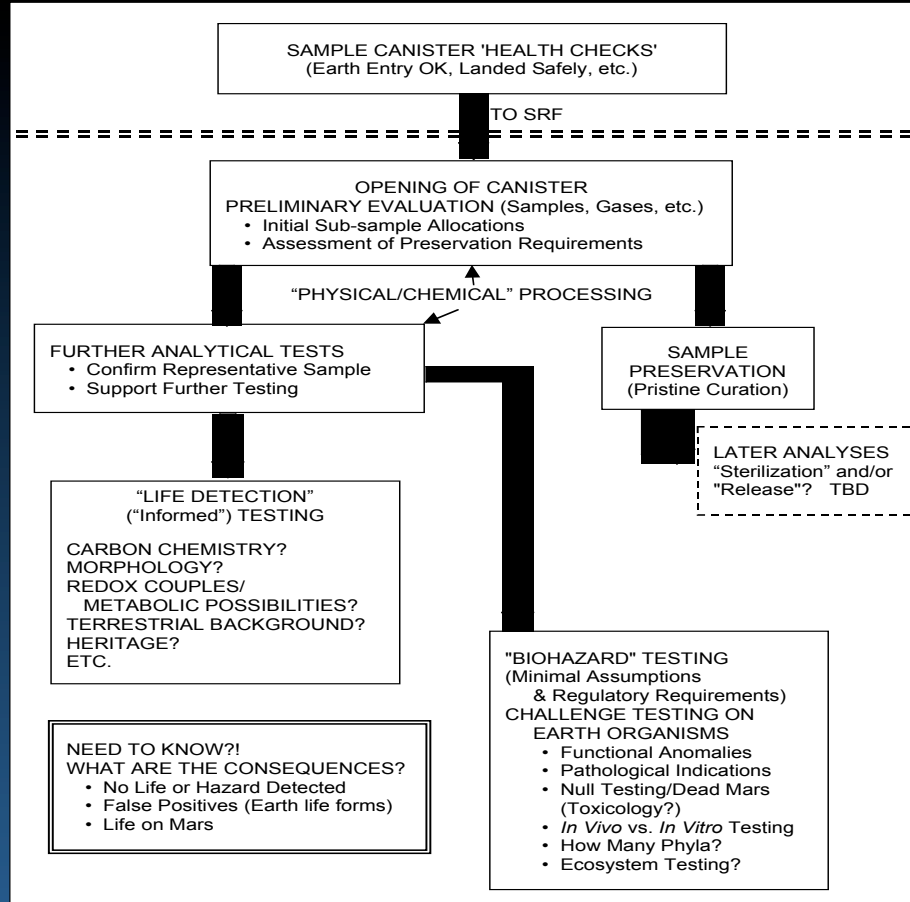 SAMPLE CANISTER 'HEALTH CHECKS'
(Earth Entry OK, Landed Safely, etc.)
TO SRF
OPENING OF CANISTER
PRELIMINARY EVALUATION (Samples, Gases, etc.)
• Initial Sub-sample Allocations
• Assessment of Preservation Requirements
“PHYSICAL/CHEMICAL” PROCESSING
FURTHER ANALYTICAL TESTS
• Confirm Representative Sample
• Support Further Testing
SAMPLE
PRESERVATION
(Pristine Curation)
LATER ANALYSES
“Sterilization” and/or
"Release"? TBD
“LIFE DETECTION”
(“Informed”) TESTING
CARBON CHEMISTRY?
MORPHOLOGY?
REDOX COUPLES/
METABOLIC POSSIBILITIES?
TERRESTRIAL BACKGROUND?
HERITAGE?
ETC.
"BIOHAZARD" TESTING
(Minimal Assumptions
& Regulatory Requirements)
CHALLENGE TESTING ON
EARTH ORGANISMS
• Functional Anomalies
• Pathological Indications
• Null Testing/Dead Mars
(Toxicology?)
• In Vivo vs. In Vitro Testing
• How Many Phyla?
• Ecosystem Testing?
NEED TO KNOW?!
WHAT ARE THE CONSEQUENCES?
• No Life or Hazard Detected
• False Positives (Earth life forms)
• Life on Mars